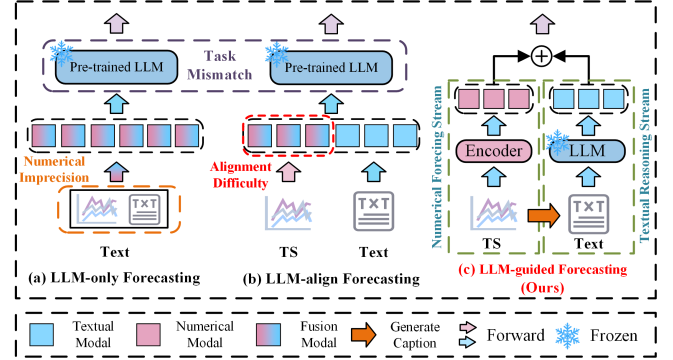 Task
Mismatch
Pre-trained LLM
Pre-trained LLM
Numerical
Imprecision
TXT
Text
(a) LLM-only Forecasting
Alignment
Difficulty
TXT
TS
Text
(b) LLM-align Forecasting
Numerical Forecing Stream
Encoder
LLM
TXT
TS
Text
Textual Reasoning Stream
(c) LLM-guided Forecasting
(Ours)
Textual
Modal
Numerical
Modal
Fusion
Modal
Generate
Caption
Forward
Frozen